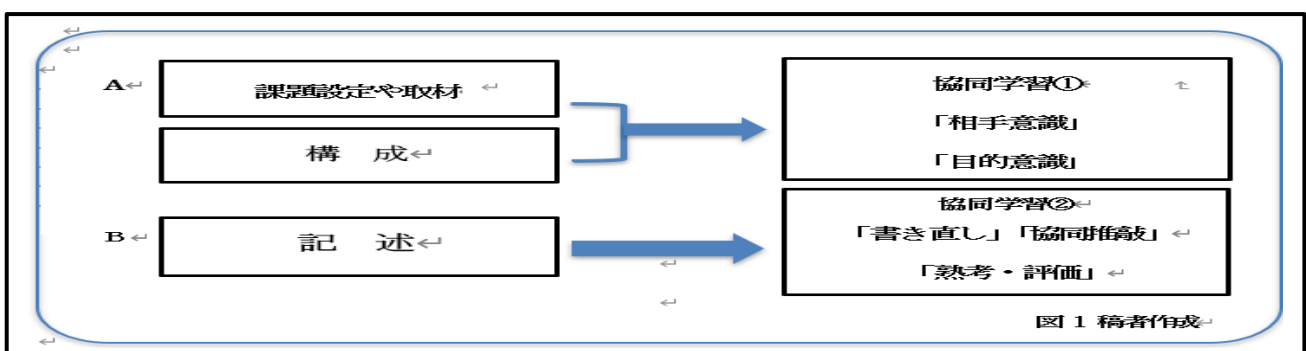 A
課題設定や取材
構 成
協同学習①
「相手意識」
「目的意識」
B
記 述
協同学習②
「書き直し」「協同推敲」
「熟考・評価」
図1 稿者作成